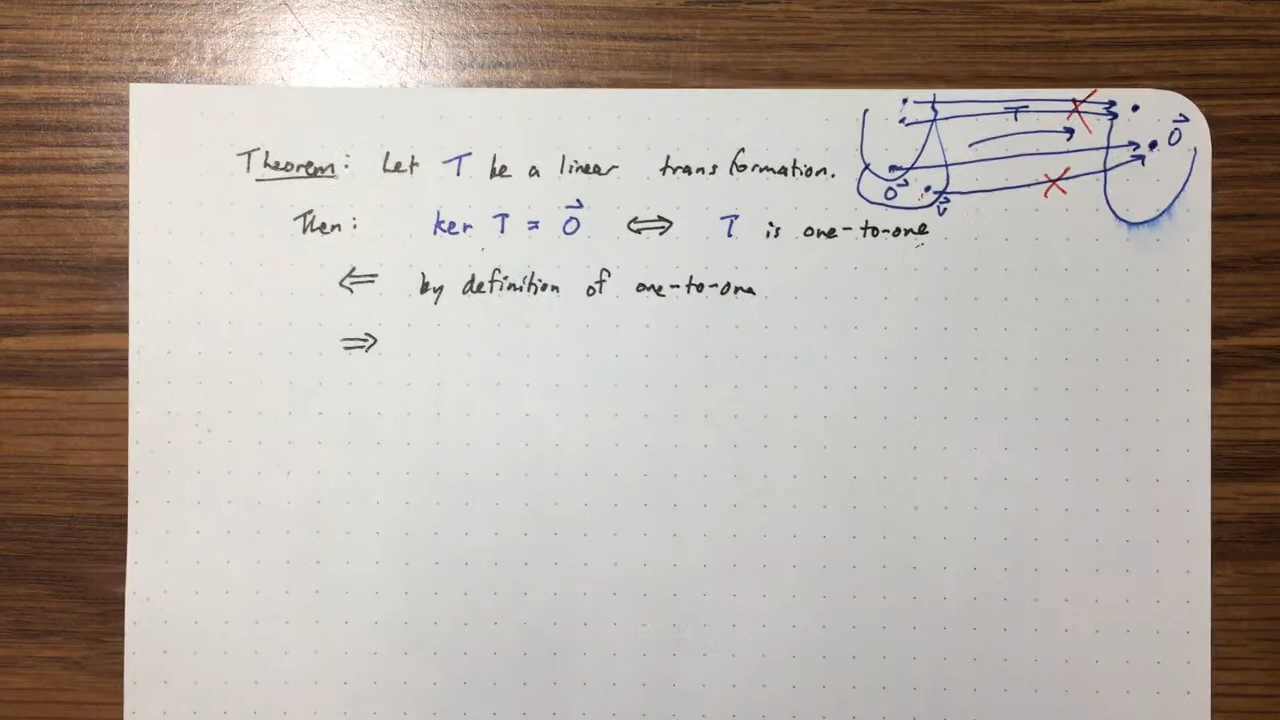 Theorem: Let T be a linear transformation.
Then: ker T = 0⃗ ⟺ T is one-to-one
⟸ by definition of one-to-one
⟹
T
0⃗
0⃗
v⃗